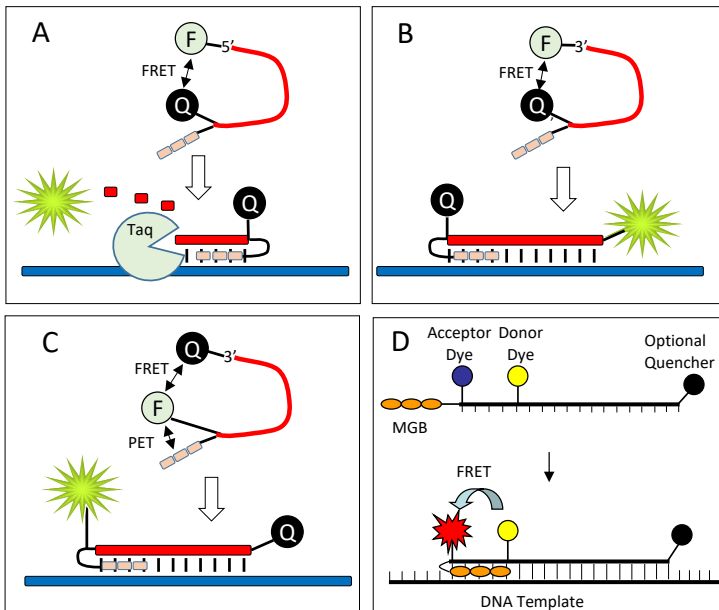 A
F
5’
FRET
Q
Q
Taq
B
F
3’
FRET
Q
Q
C
Q
3’
FRET
F
PET
Q
D
Acceptor
Dye
Donor
Dye
Optional
Quencher
MGB
FRET
DNA Template